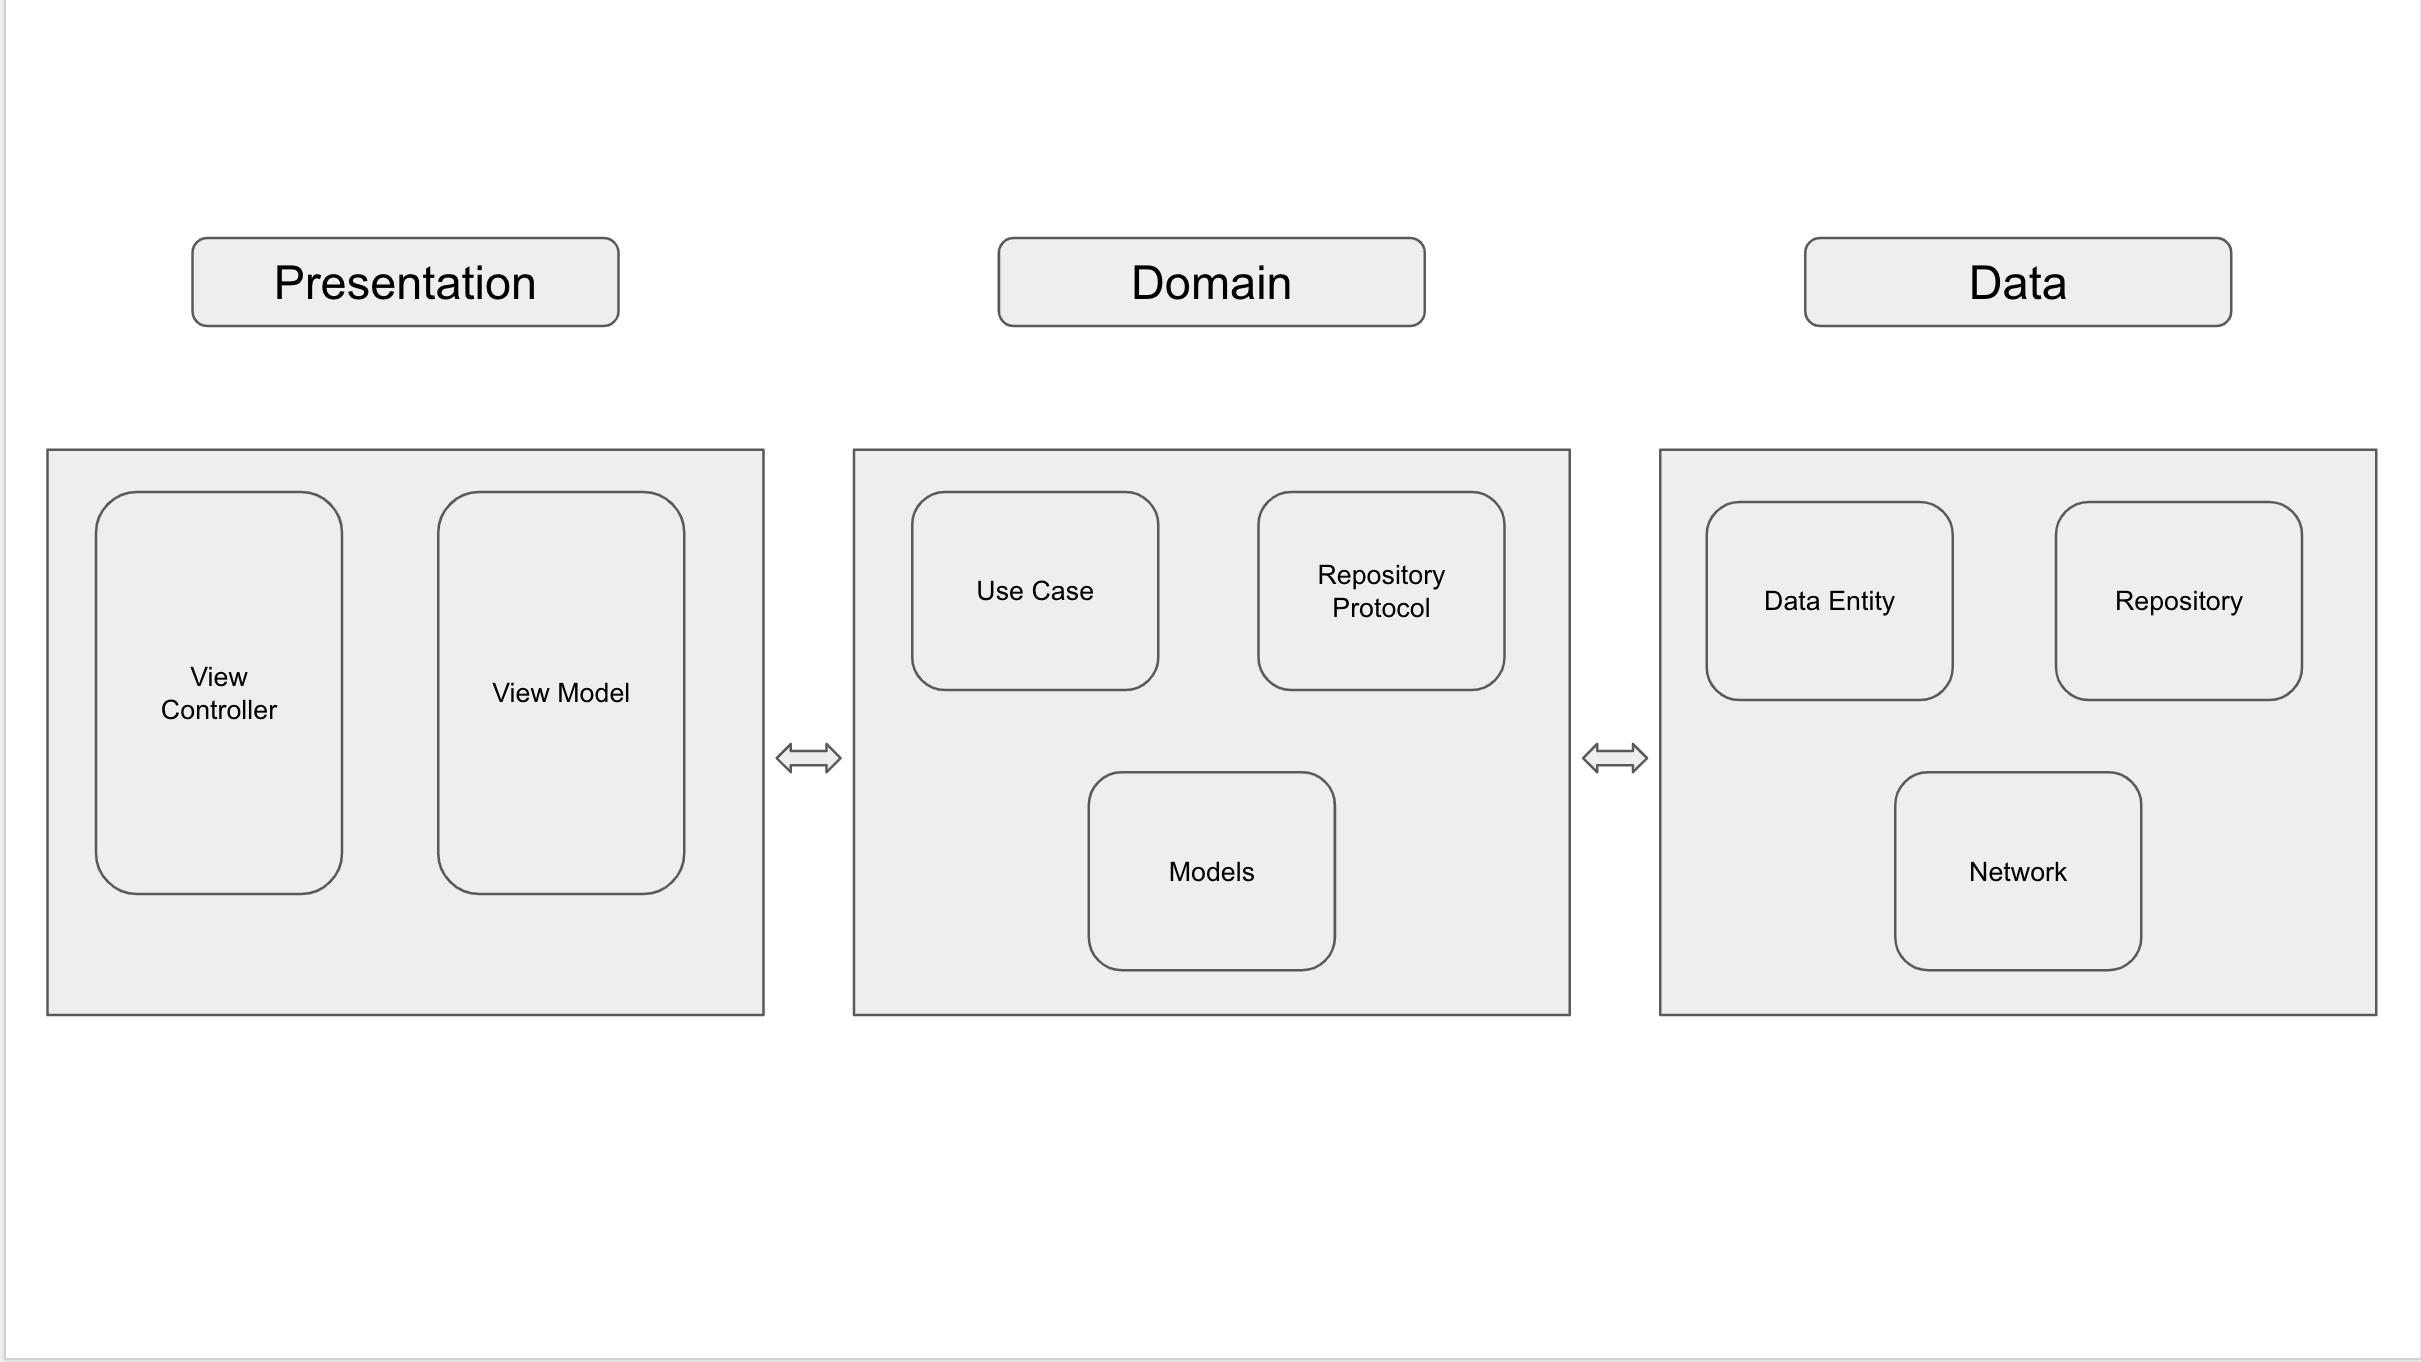 Presentation
Domain
Data
View
Controller
View Model
Use Case
Repository
Protocol
Models
Data Entity
Repository
Network